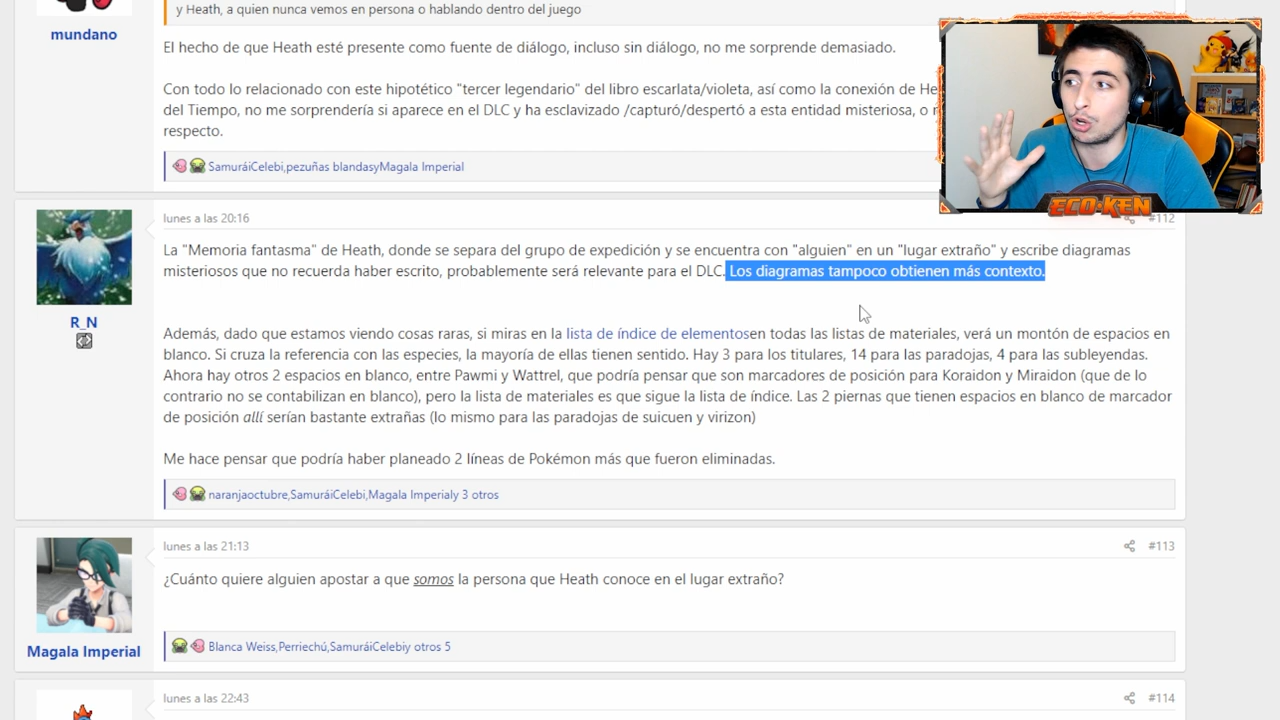 y Heath, a quien nunca vemos en persona o hablando dentro del juego
mundano
El hecho de que Heath esté presente como fuente de diálogo, incluso sin diálogo, no me sorprende demasiado.
Con todo lo relacionado con este hipotético "tercer legendario" del libro escarlata/violeta, así como la conexión de He
del Tiempo, no me sorprendería si aparece en el DLC y ha esclavizado /capturó/despertó a esta entidad misteriosa, o
respecto.
SamuráiCelebi,pezuñas blandasyMagala Imperial
ECO-KEN
lunes a las 20:16
#112
La "Memoria fantasma" de Heath, donde se separa del grupo de expedición y se encuentra con "alguien" en un "lugar extraño" y escribe diagramas
misteriosos que no recuerda haber escrito, probablemente será relevante para el DLC. Los diagramas tampoco obtienen más contexto.
R_N
Además, dado que estamos viendo cosas raras, si miras en la lista de índice de elementosen todas las listas de materiales, verá un montón de espacios en
blanco. Si cruza la referencia con las especies, la mayoría de ellas tienen sentido. Hay 3 para los titulares, 14 para las paradojas, 4 para las subleyendas.
Ahora hay otros 2 espacios en blanco, entre Pawmi y Wattrel, que podría pensar que son marcadores de posición para Koraidon y Miraidon (que de lo
contrario no se contabilizan en blanco), pero la lista de materiales es que sigue la lista de índice. Las 2 piernas que tienen espacios en blanco de marcador
de posición allí serían bastante extrañas (lo mismo para las paradojas de suicuen y virizon)
Me hace pensar que podría haber planeado 2 líneas de Pokémon más que fueron eliminadas.
naranjaoctubre,SamuráiCelebi,Magala Imperialy 3 otros
lunes a las 21:13
#113
¿Cuánto quiere alguien apostar a que somos la persona que Heath conoce en el lugar extraño?
Magala Imperial
Blanca Weiss,Perriechú,SamuráiCelebiy otros 5
lunes a las 22:43
#114